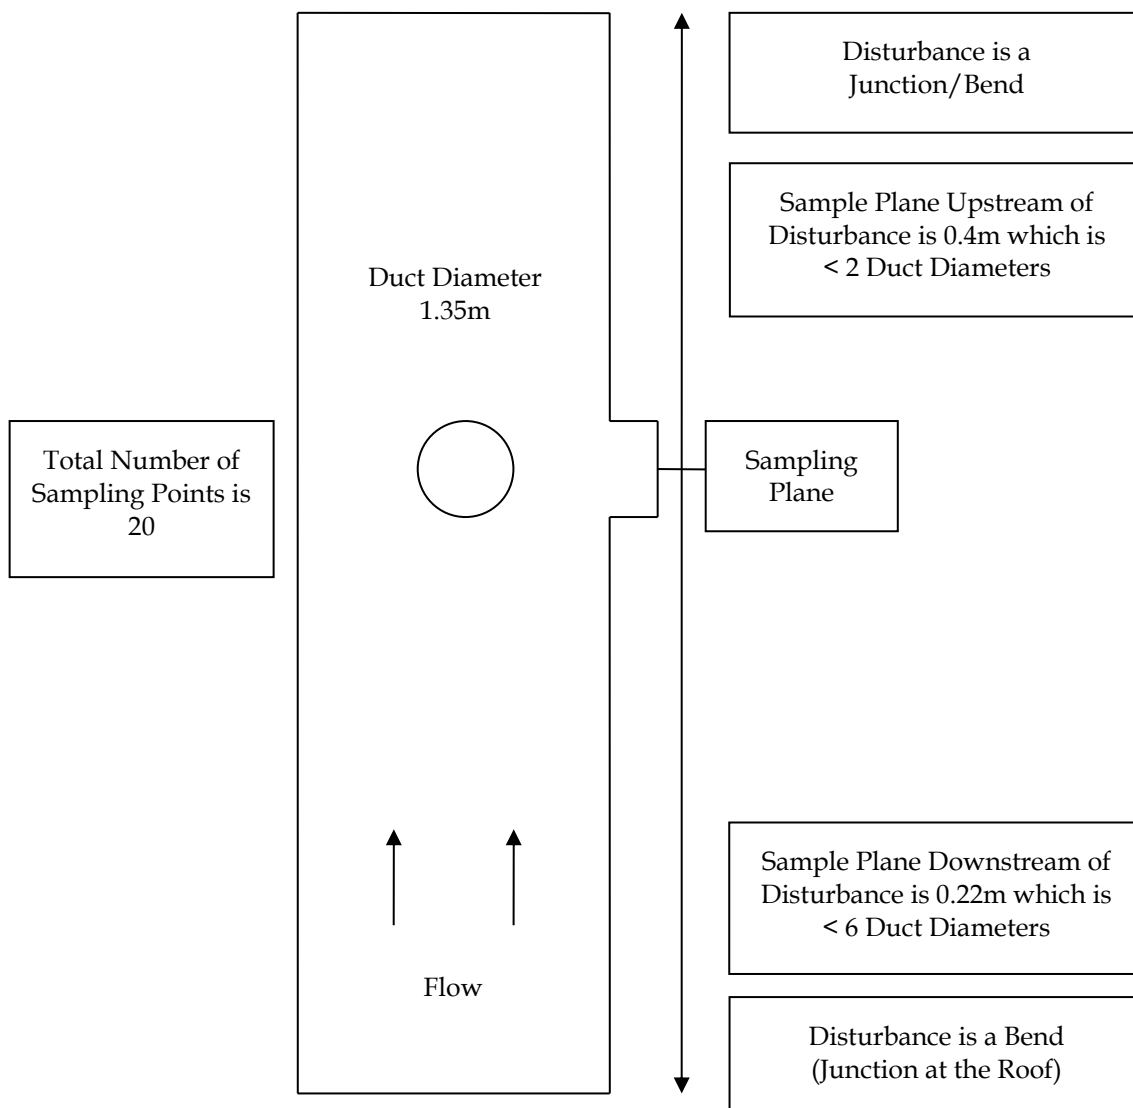 Disturbance is a
Junction/Bend
Sample Plane Upstream of
Disturbance is 0.4m which is
< 2 Duct Diameters
Duct Diameter
1.35m
Total Number of
Sampling Points is
20
Sampling
Plane
Sample Plane Downstream of
Disturbance is 0.22m which is
< 6 Duct Diameters
Flow
Disturbance is a Bend
(Junction at the Roof)